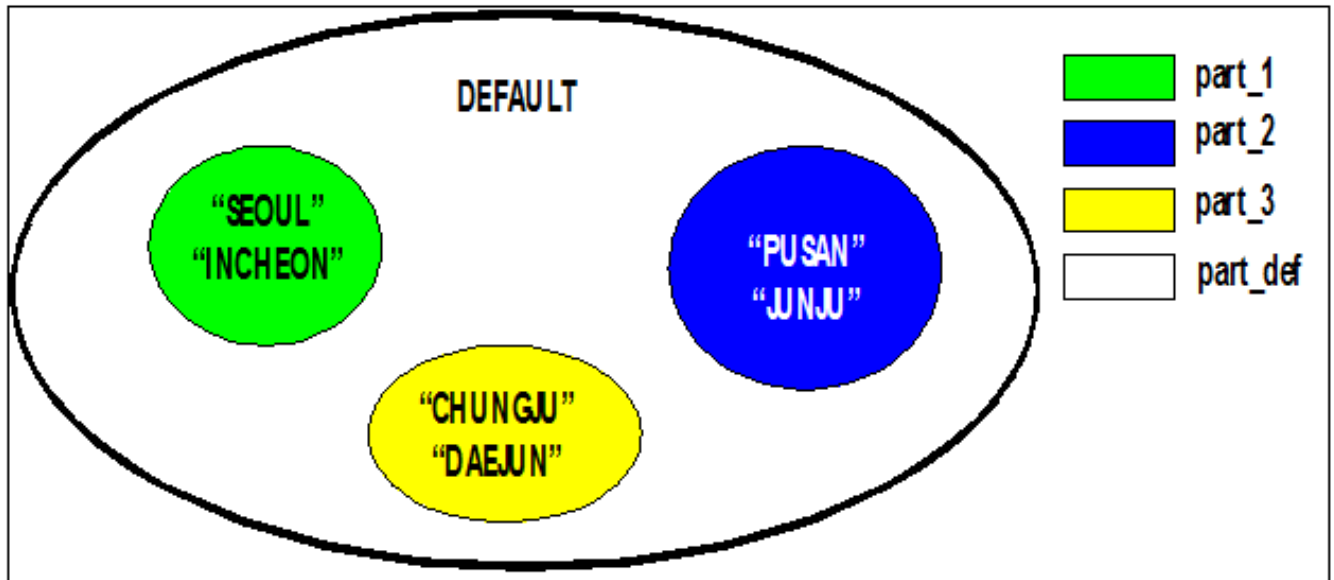 DEFAULT
“SEOUL”
“INCHEON”
“PUSAN”
“JUNJU”
“CHUNGJU”
“DAEJUN”
part_1
part_2
part_3
part_def